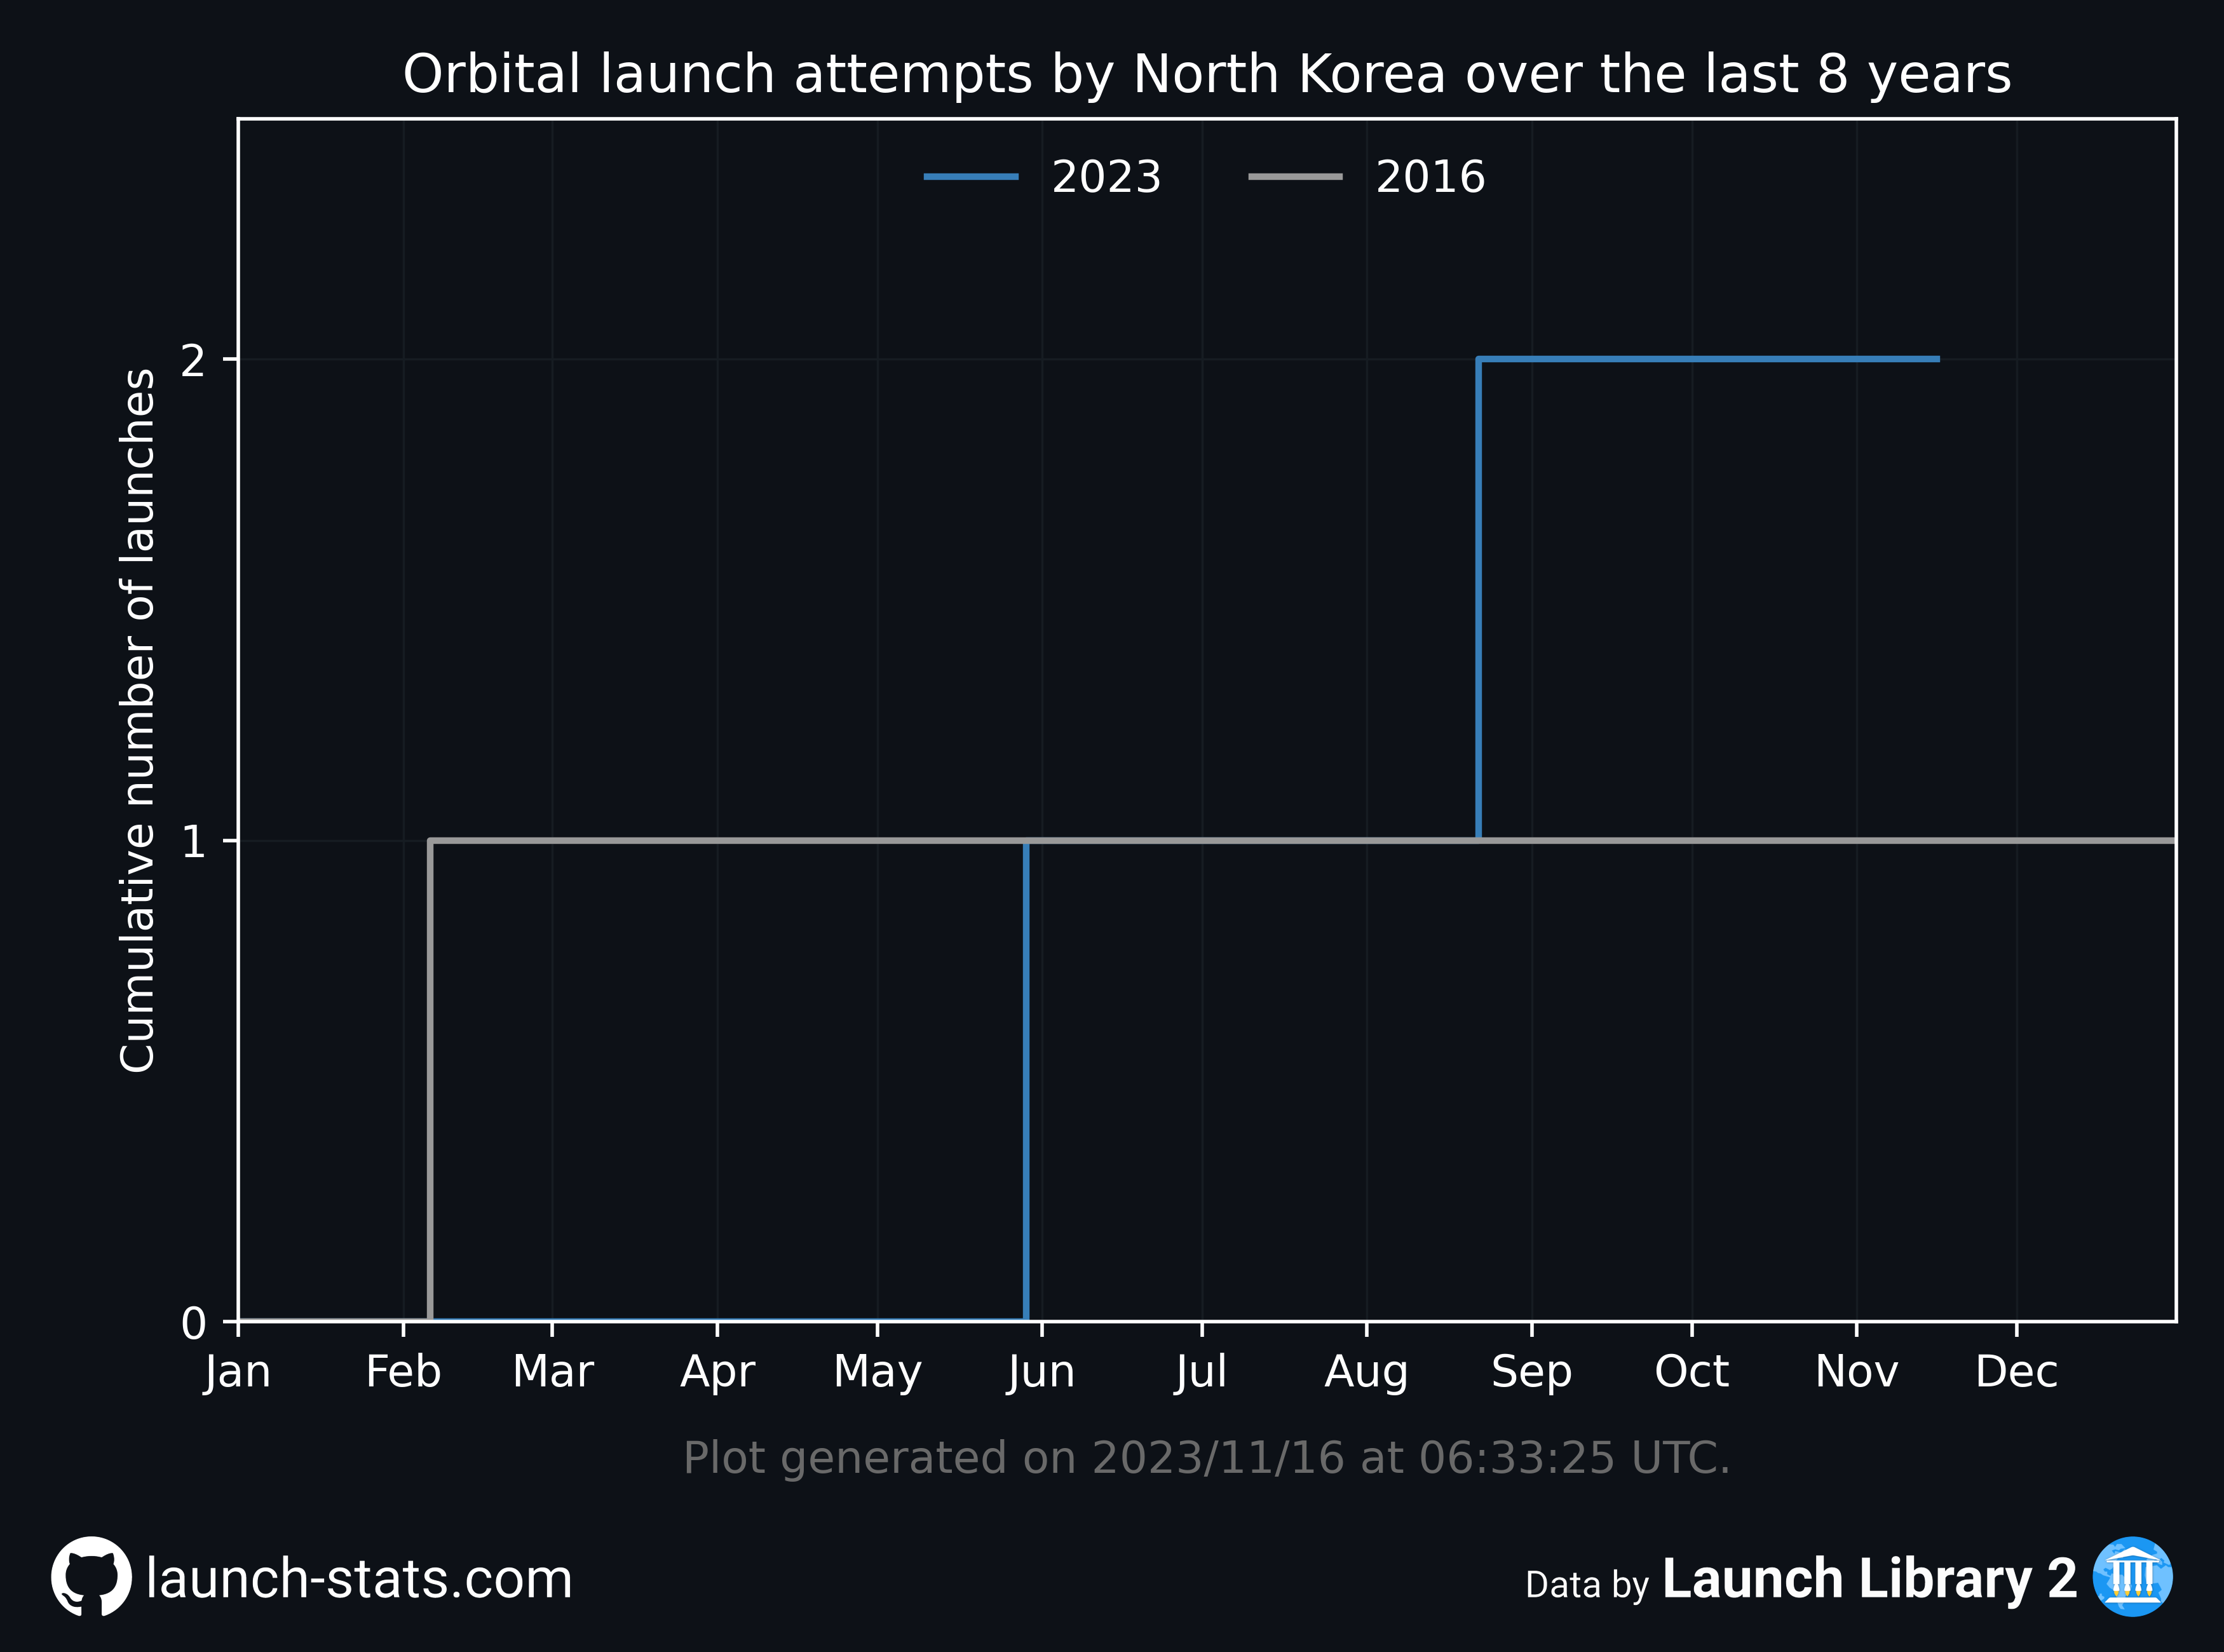 Orbital launch attempts by North Korea over the last 8 years
2023
2016
Cumulative number of launches
2
1
0
Jan Feb Mar Apr May Jun Jul Aug Sep Oct Nov Dec
Plot generated on 2023/11/16 at 06:33:25 UTC.
launch-stats.com
Data by Launch Library 2